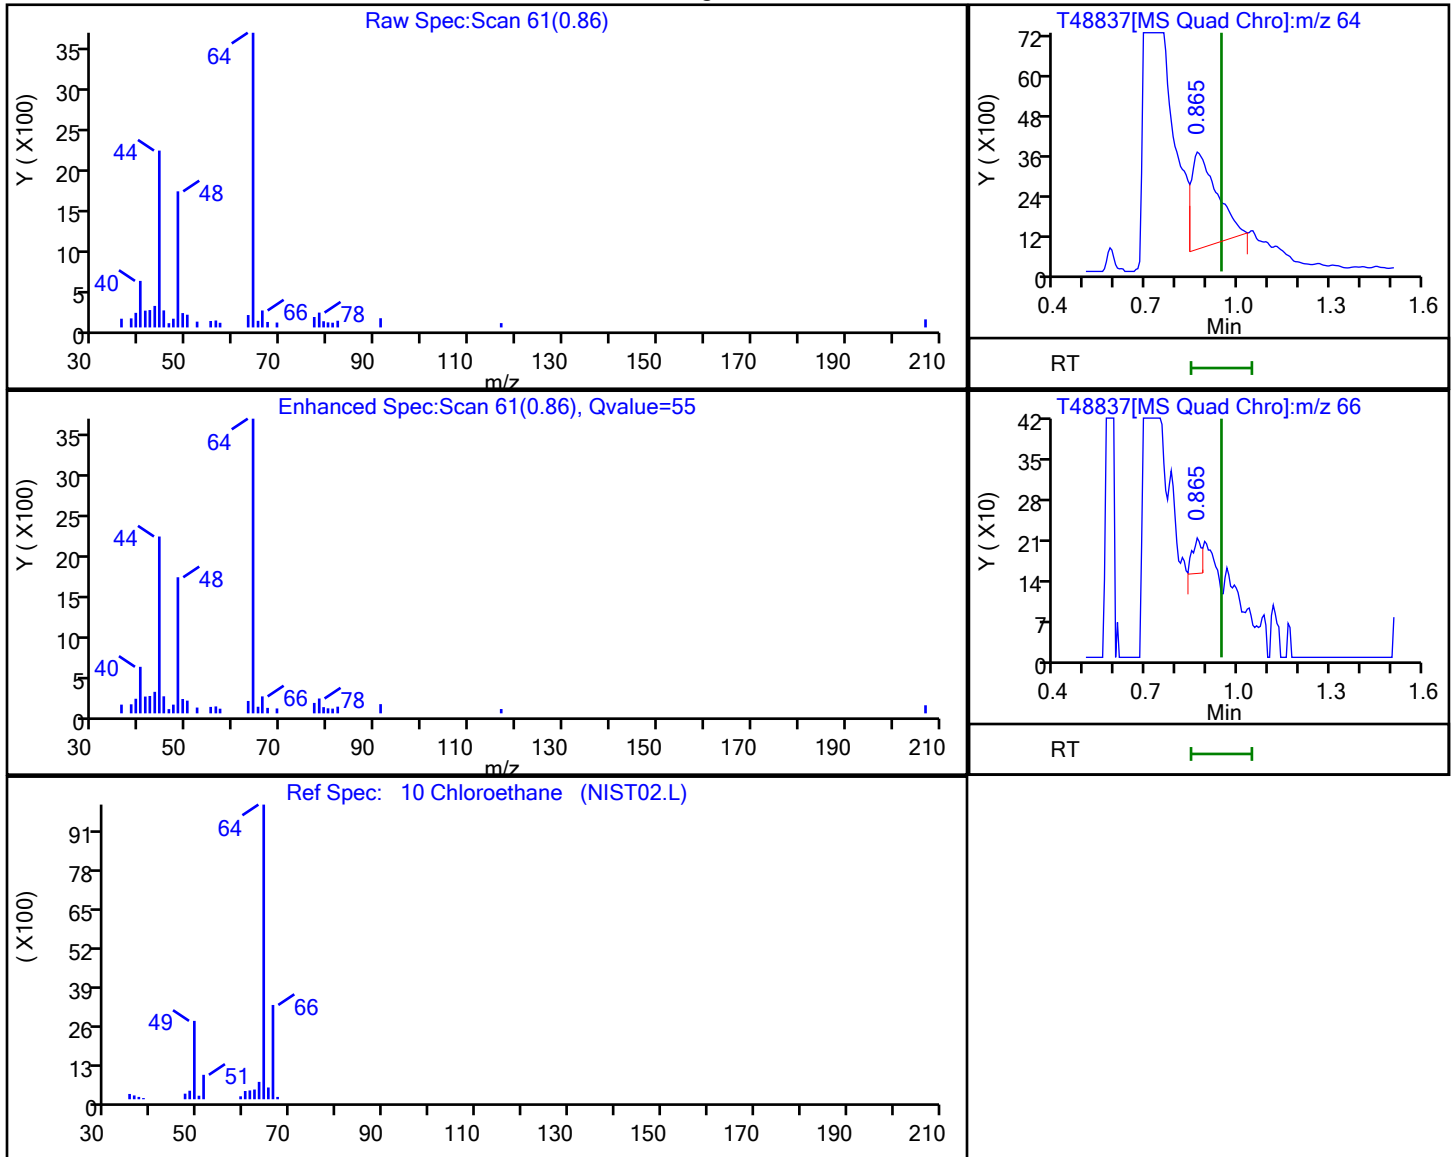 Raw Spec:Scan 61(0.86)
Y ( X100)
35
30
25
20
15
10
5
0
64
44
48
40
66
78
30 50 70 90 110 130 150 170 190 210
m/z
T48837[MS Quad Chro]:m/z 64
Y ( X100)
72
60
48
36
24
12
0
0.865
0.4 0.7 1.0 1.3 1.6
Min
RT
Enhanced Spec:Scan 61(0.86), Qvalue=55
Y ( X100)
35
30
25
20
15
10
5
0
64
44
48
40
66
78
30 50 70 90 110 130 150 170 190 210
m/z
T48837[MS Quad Chro]:m/z 66
Y ( X10)
42
35
28
21
14
7
0
0.865
0.4 0.7 1.0 1.3 1.6
Min
RT
Ref Spec: 10 Chloroethane (NIST02.L)
( X100)
91
78
65
52
39
26
13
0
64
49
66
51
30 50 70 90 110 130 150 170 190 210